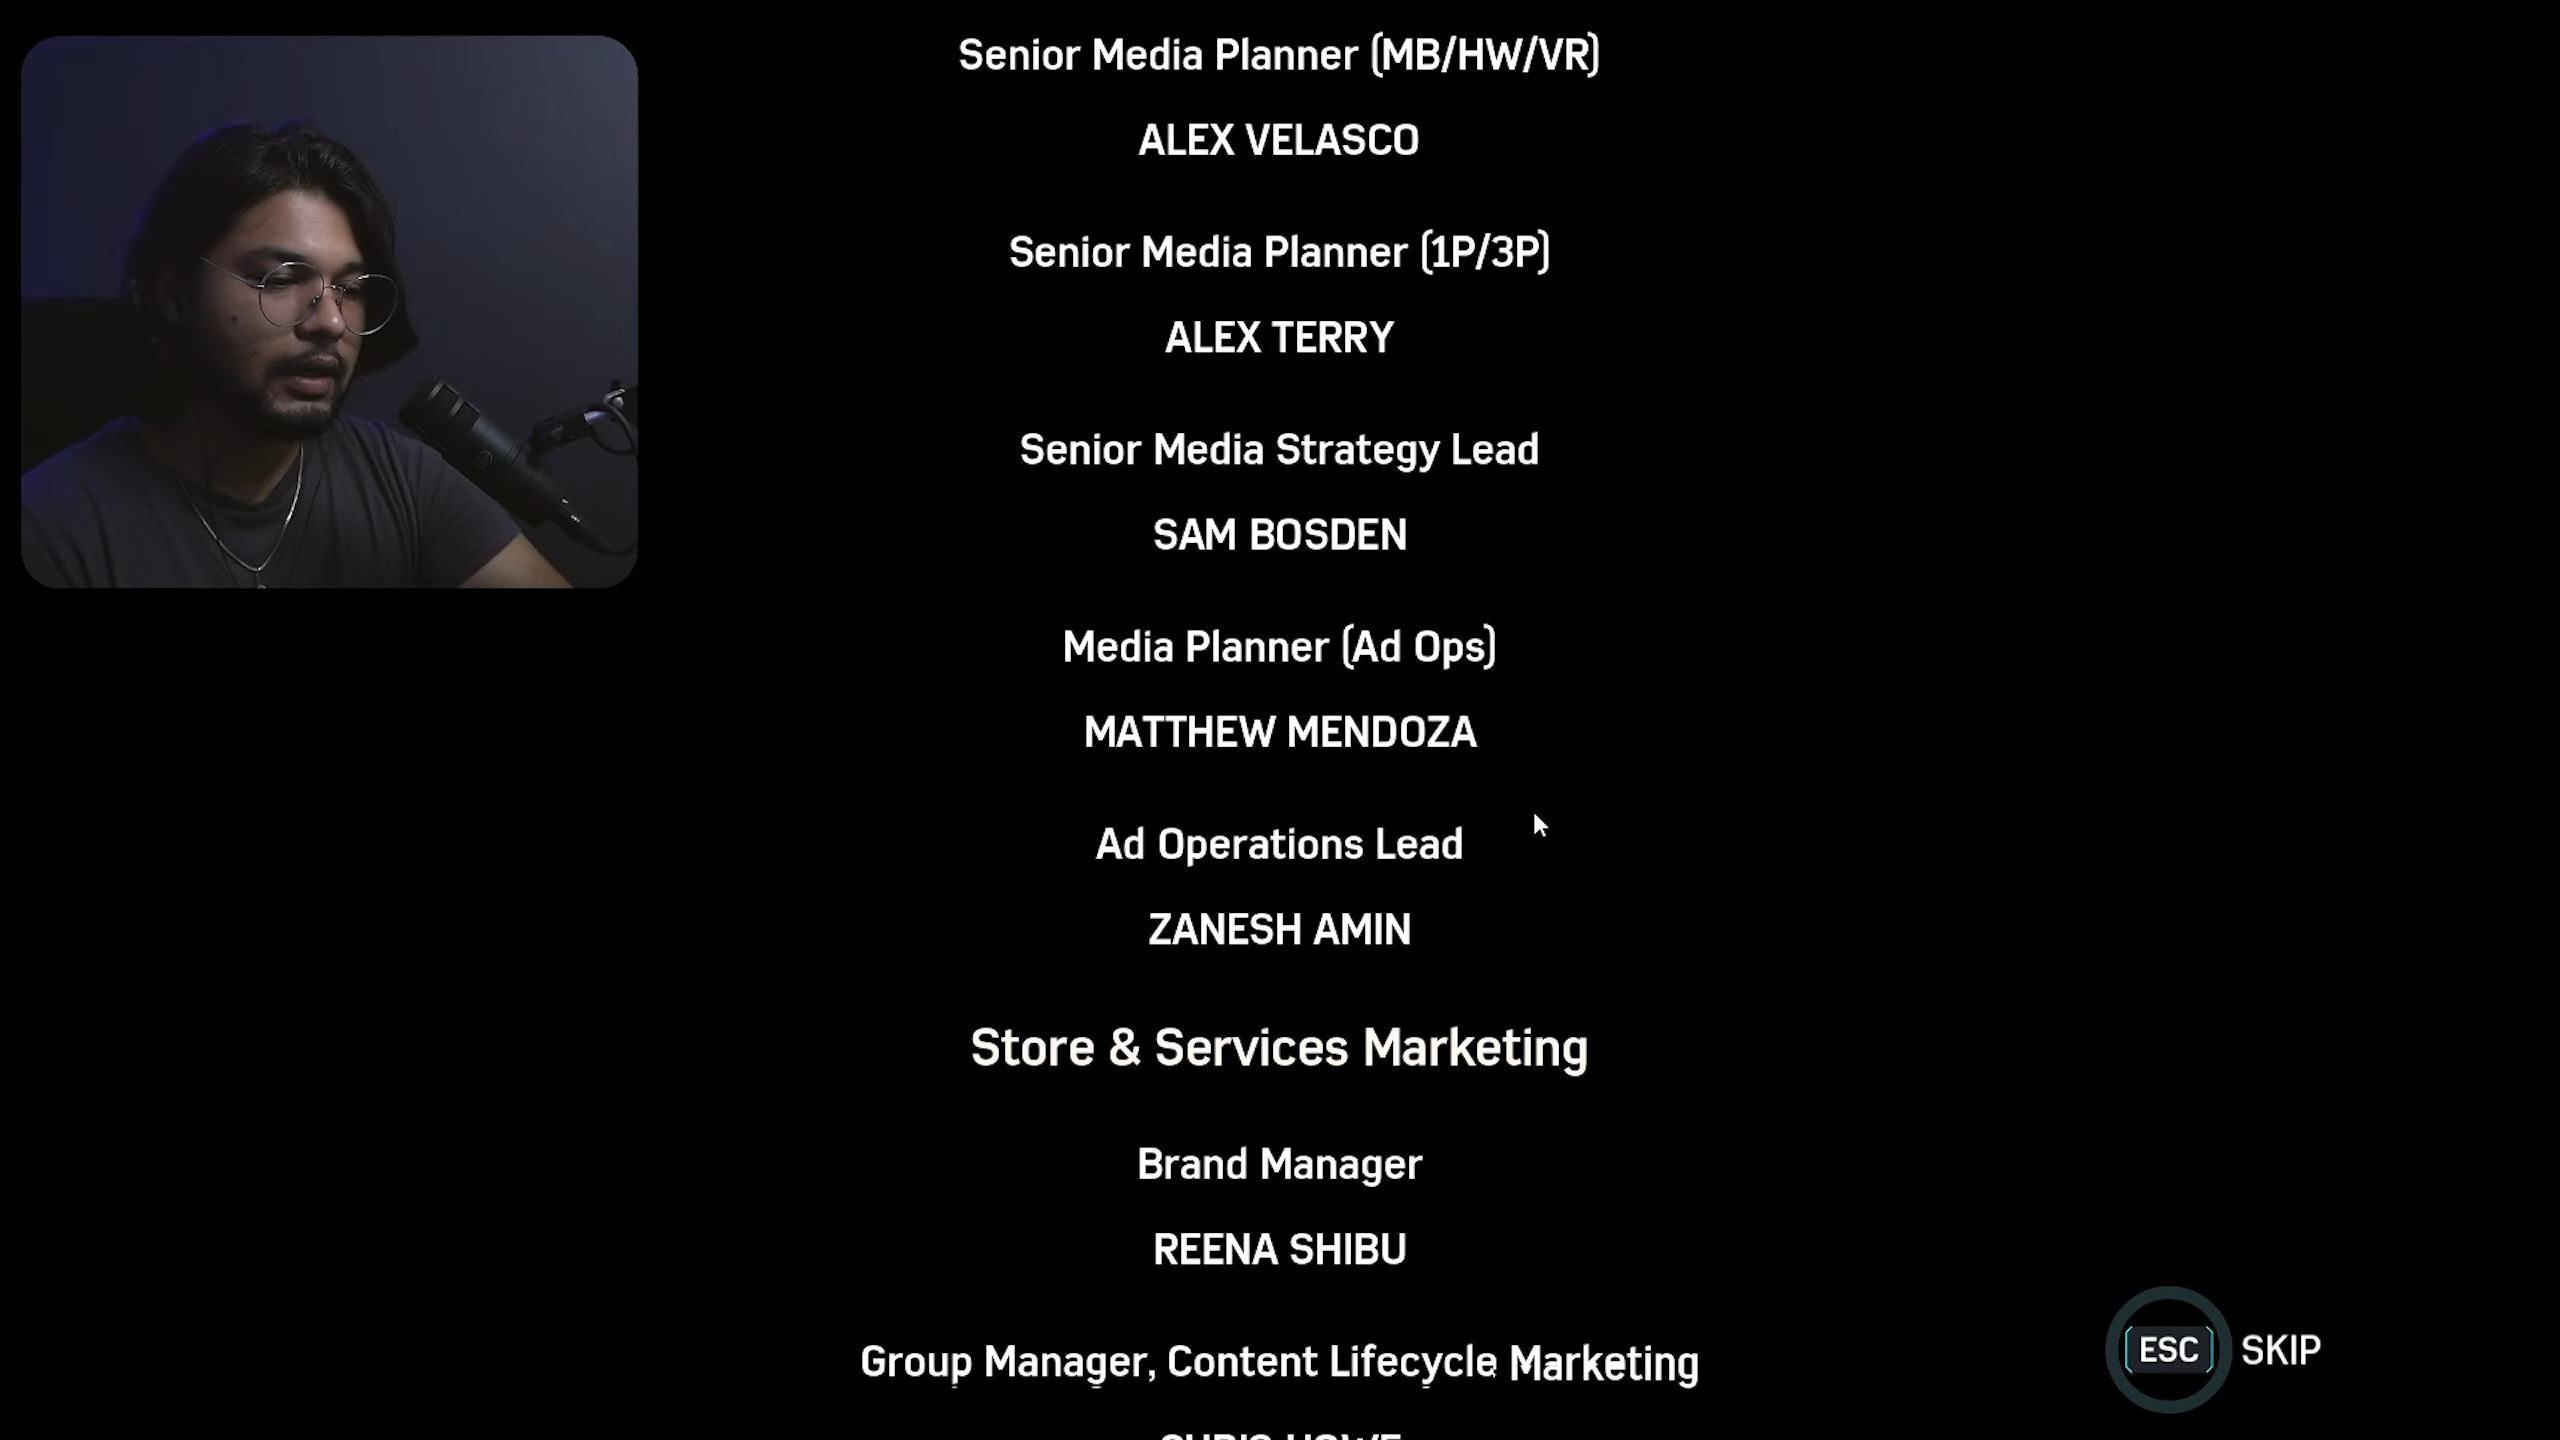 Senior Media Planner (MB/HW/VR)
ALEX VELASCO
Senior Media Planner (1P/3P)
ALEX TERRY
Senior Media Strategy Lead
SAM BOSDEN
Media Planner (Ad Ops)
MATTHEW MENDOZA
Ad Operations Lead
ZANESH AMIN
Store & Services Marketing
Brand Manager
REENA SHIBU
Group Manager, Content Lifecycle Marketing
ESC SKIP